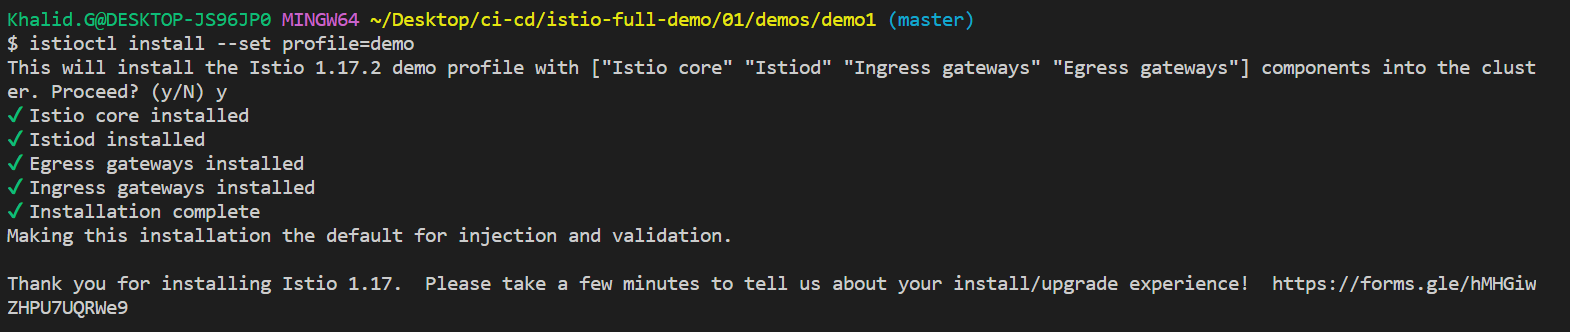 Khalid.G@DESKTOP-JS96JP0 MINGW64 ~/Desktop/ci-cd/istio-full-demo/01/demos/demo1 (master)
$ istioctl install --set profile=demo
This will install the Istio 1.17.2 demo profile with ["Istio core" "Istiod" "Ingress gateways" "Egress gateways"] components into the clust
er. Proceed? (y/N) y
✔ Istio core installed
✔ Istiod installed
✔ Egress gateways installed
✔ Ingress gateways installed
✔ Installation complete
Making this installation the default for injection and validation.
Thank you for installing Istio 1.17.  Please take a few minutes to tell us about your install/upgrade experience!  https://forms.gle/hMHGiw
ZHPU7UQRWe9